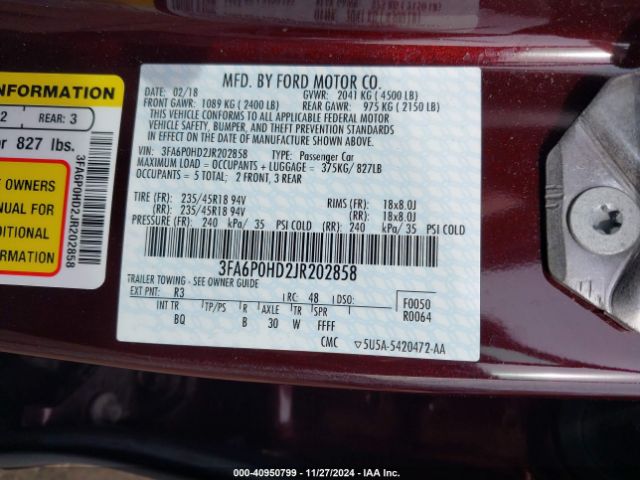 INFORMATION
2 REAR: 3
or 827 lbs.
T OWNERS
NUAL FOR
DITIONAL
RMATION
3FA6P0HD2JR202858
MFD. BY FORD MOTOR CO.
DATE: 02/18 GVWR: 2041 KG (4500 LB)
FRONT GAWR: 1089 KG (2400 LB) REAR GAWR: 975 KG (2150 LB)
THIS VEHICLE CONFORMS TO ALL APPLICABLE FEDERAL MOTOR
VEHICLE SAFETY, BUMPER, AND THEFT PREVENTION STANDARDS
IN EFFECT ON THE DATE OF MANUFACTURE SHOWN ABOVE.
VIN: 3FA6P0HD2JR202858 TYPE: Passenger Car
MAXIMUM LOAD = OCCUPANTS + LUGGAGE = 375KG/ 827LB
OCCUPANTS = 5 TOTAL; 2 FRONT, 3 REAR
TIRE (FR): 235/45R18 94V RIMS (FR): 18x8.0J
(RR): 235/45R18 94V (RR): 18x8.0J
PRESSURE (FR): 240 kPa/ 35 PSI COLD (RR): 240 kPa/ 35 PSI COLD
3FA6P0HD2JR202858
TRAILER TOWING - SEE OWNER GUIDE
EXT PNT: R3 RC: 48 DSO: F0050
INT TR TP/PS R AXLE TR SPR R0064
BQ B 30 W FFFF
CMC 5U5A-5420472-AA
0000-40950799 - 11/27/2024 - IAA Inc.